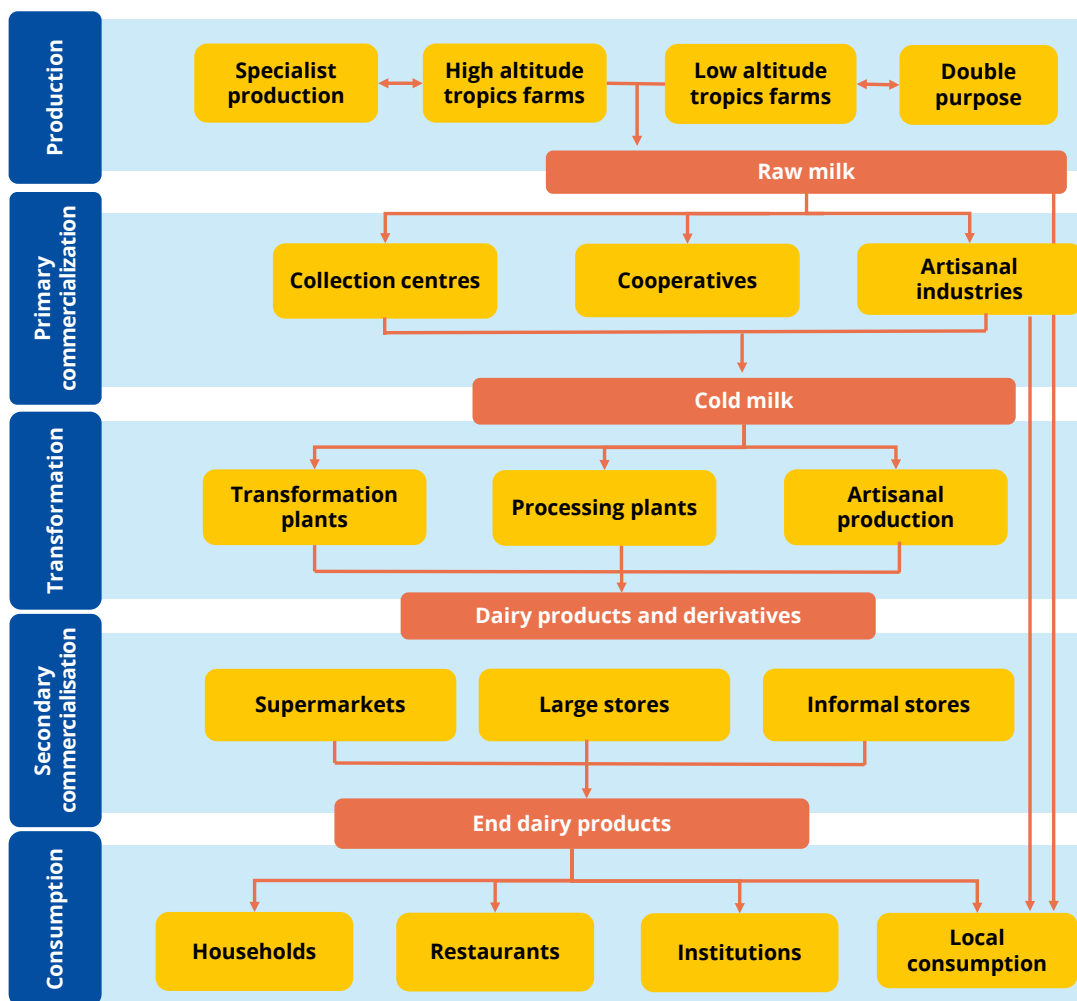 Production
Specialist
production
High altitude
tropics farms
Low altitude
tropics farms
Double
purpose
Raw milk
Primary
commercialization
Collection centres
Cooperatives
Artisanal
industries
Cold milk
Transformation
Transformation
plants
Processing plants
Artisanal
production
Dairy products and derivatives
Secondary
commercialisation
Supermarkets
Large stores
Informal stores
End dairy products
Consumption
Households
Restaurants
Institutions
Local
consumption